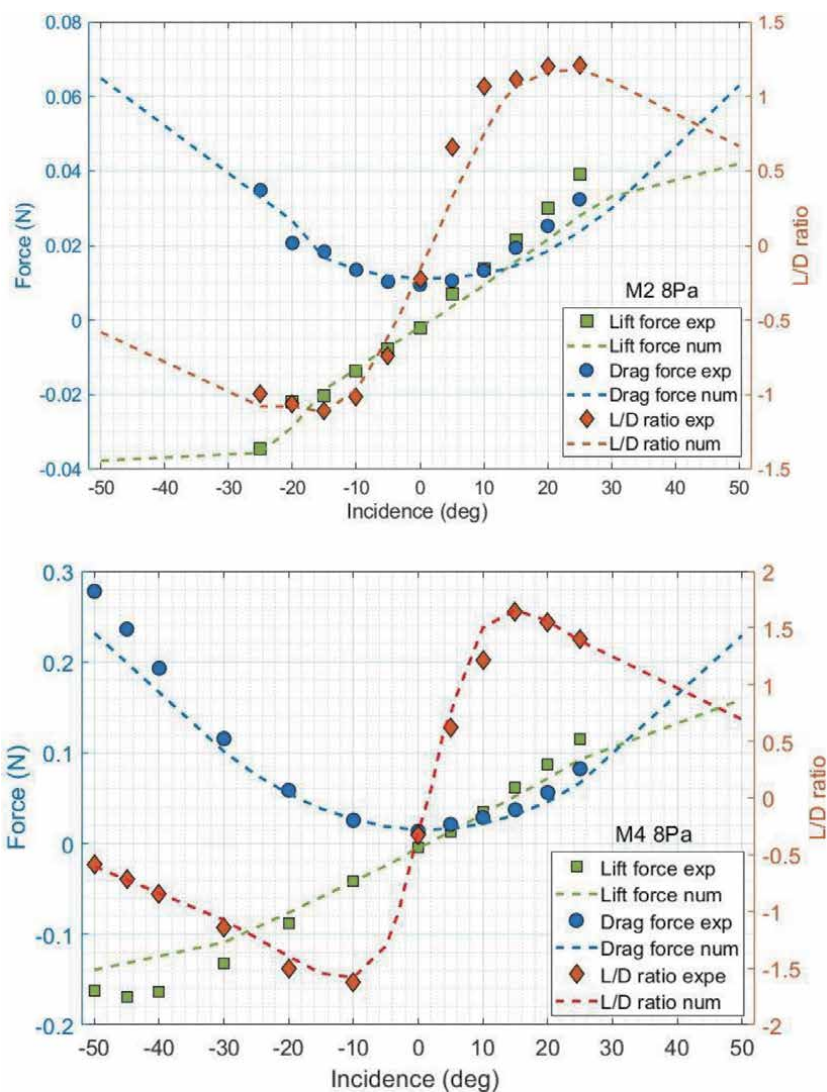 0.08
0.06
0.04
0.02
0
-0.02
-0.04
Force (N)
1.5
1
0.5
0
-0.5
-1
-1.5
L/D ratio
M2 8Pa
Lift force exp
Lift force num
Drag force exp
Drag force num
L/D ratio exp
L/D ratio num
-50 -40 -30 -20 -10 0 10 20 30 40 50
Incidence (deg)
0.3
0.2
0.1
0
-0.1
-0.2
Force (N)
2
1.5
1
0.5
0
-0.5
-1
-1.5
-2
L/D ratio
M4 8Pa
Lift force exp
Lift force num
Drag force exp
Drag force num
L/D ratio expe
L/D ratio num
-50 -40 -30 -20 -10 0 10 20 30 40 50
Incidence (deg)